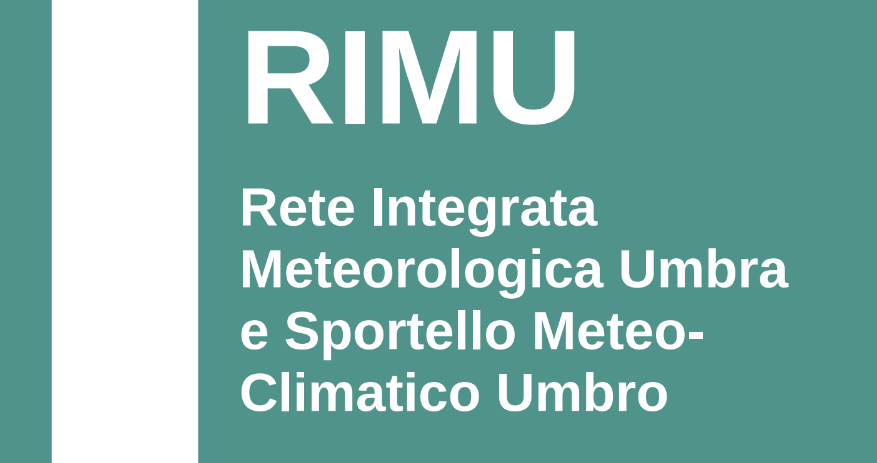 RIMU
Rete Integrata
Meteorologica Umbra
e Sportello Meteo-
Climatico Umbro